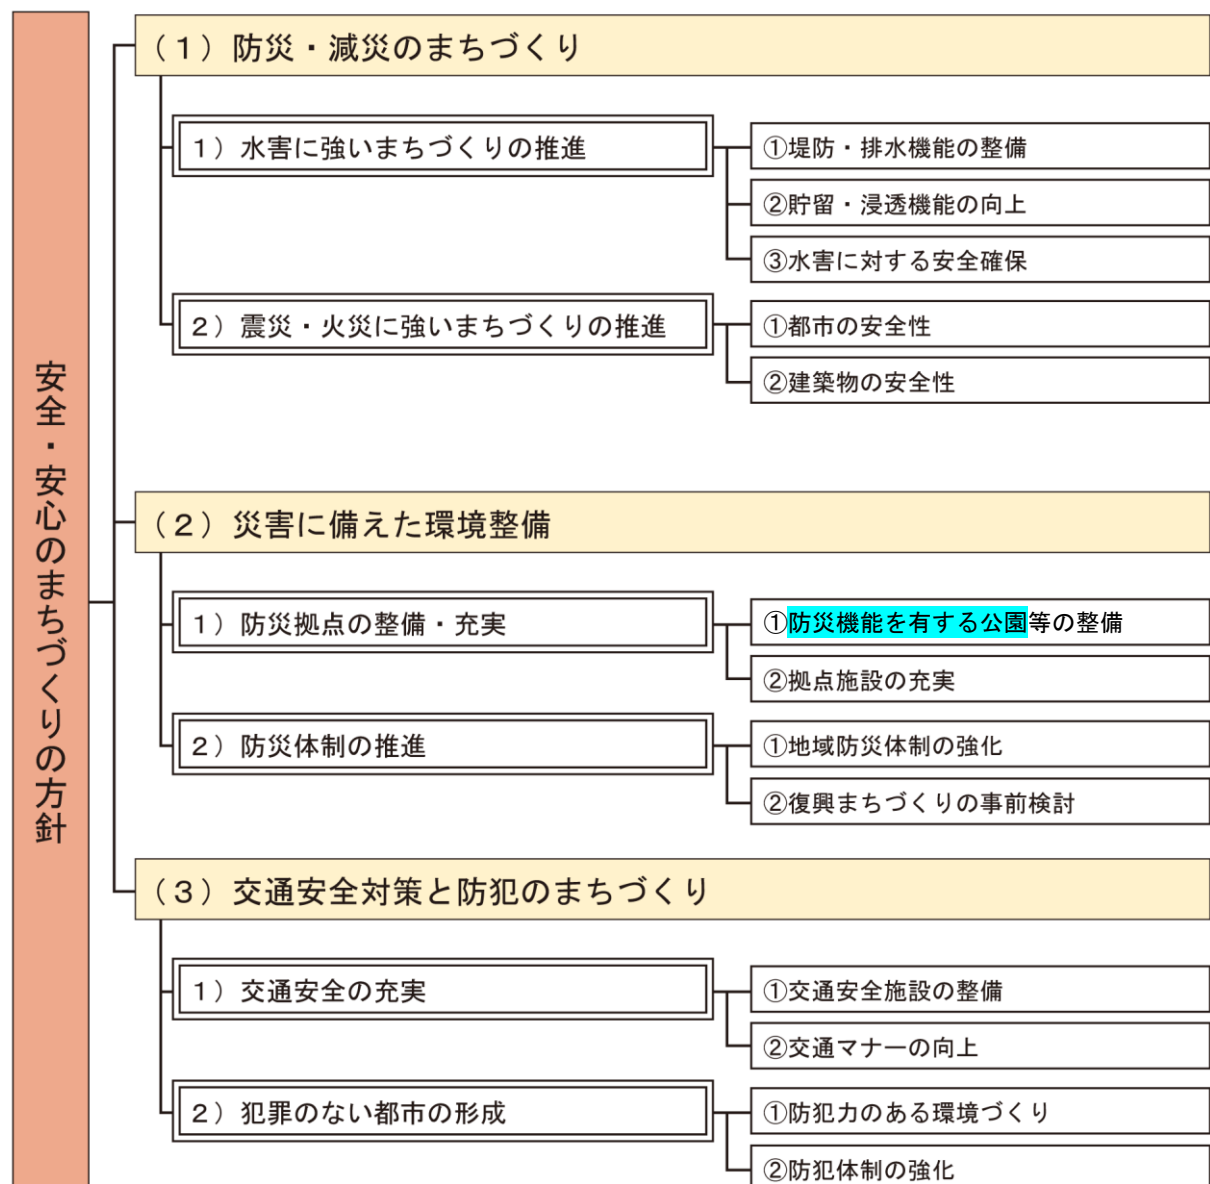 安全・安心のまちづくりの方針
（１）防災・減災のまちづくり
１）水害に強いまちづくりの推進
①堤防・排水機能の整備
②貯留・浸透機能の向上
③水害に対する安全確保
２）震災・火災に強いまちづくりの推進
①都市の安全性
②建築物の安全性
（２）災害に備えた環境整備
１）防災拠点の整備・充実
①防災機能を有する公園等の整備
②拠点施設の充実
２）防災体制の推進
①地域防災体制の強化
②復興まちづくりの事前検討
（３）交通安全対策と防犯のまちづくり
１）交通安全の充実
①交通安全施設の整備
②交通マナーの向上
２）犯罪のない都市の形成
①防犯力のある環境づくり
②防犯体制の強化